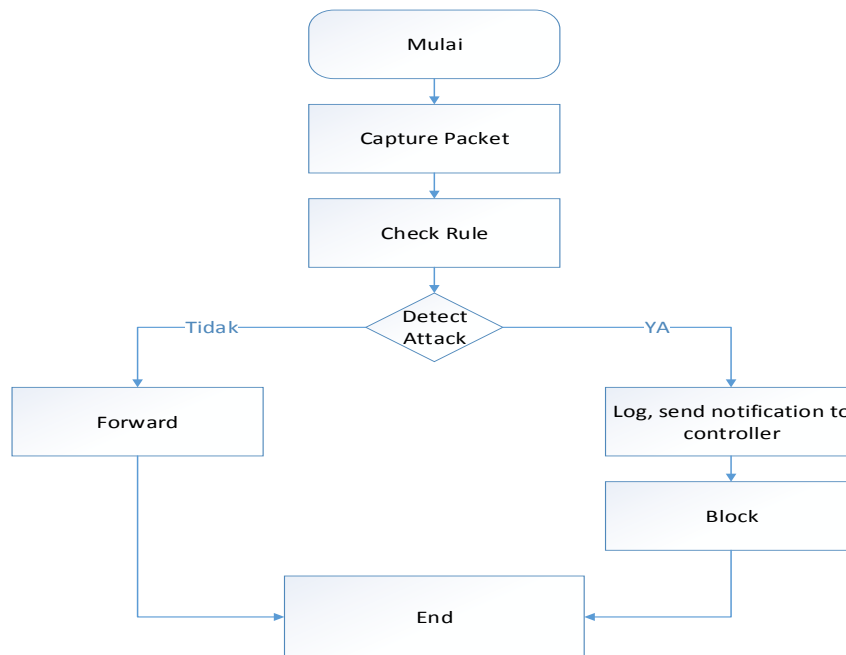 Mulai
Capture Packet
Check Rule
Detect
Attack
Tidak
YA
Forward
Log, send notification to
controller
Block
End